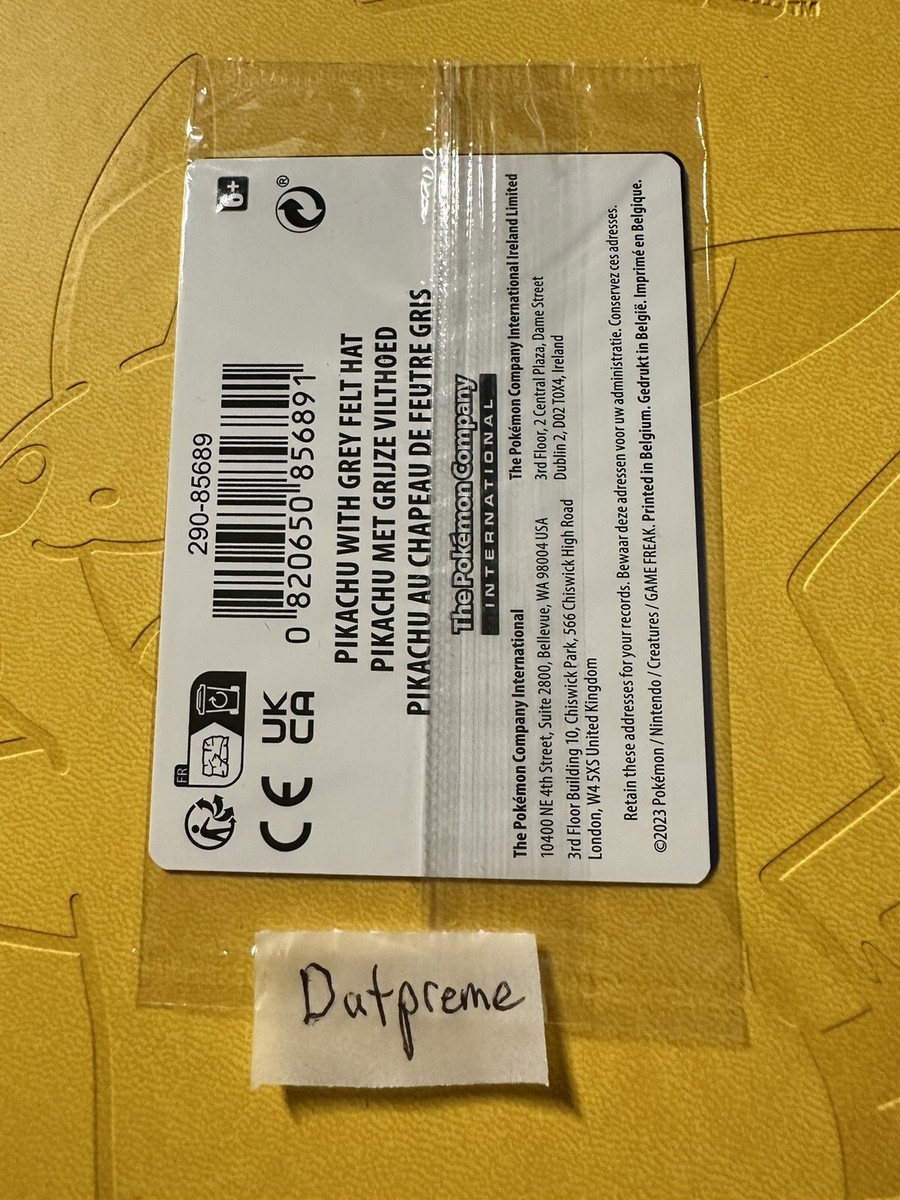 ™
6+
®
290-85689
0 820650 856891
FR
CE
UK
CA
PIKACHU WITH GREY FELT HAT
PIKACHU MET GRIJZE VILTHOED
PIKACHU AU CHAPEAU DE FEUTRE GRIS
The Pokémon Company
INTERNATIONAL
The Pokémon Company International
10400 NE 4th Street, Suite 2800, Bellevue, WA 98004 USA
3rd Floor Building 10, Chiswick Park, 566 Chiswick High Road
London, W4 5XS United Kingdom
The Pokémon Company International Ireland Limited
3rd Floor, 2 Central Plaza, Dame Street
Dublin 2, D02 T0X4, Ireland
Retain these addresses for your records. Bewaar deze adressen voor uw administratie. Conservez ces adresses.
©2023 Pokémon / Nintendo / Creatures / GAME FREAK. Printed in Belgium. Gedrukt in België. Imprimé en Belgique.
Datpreme